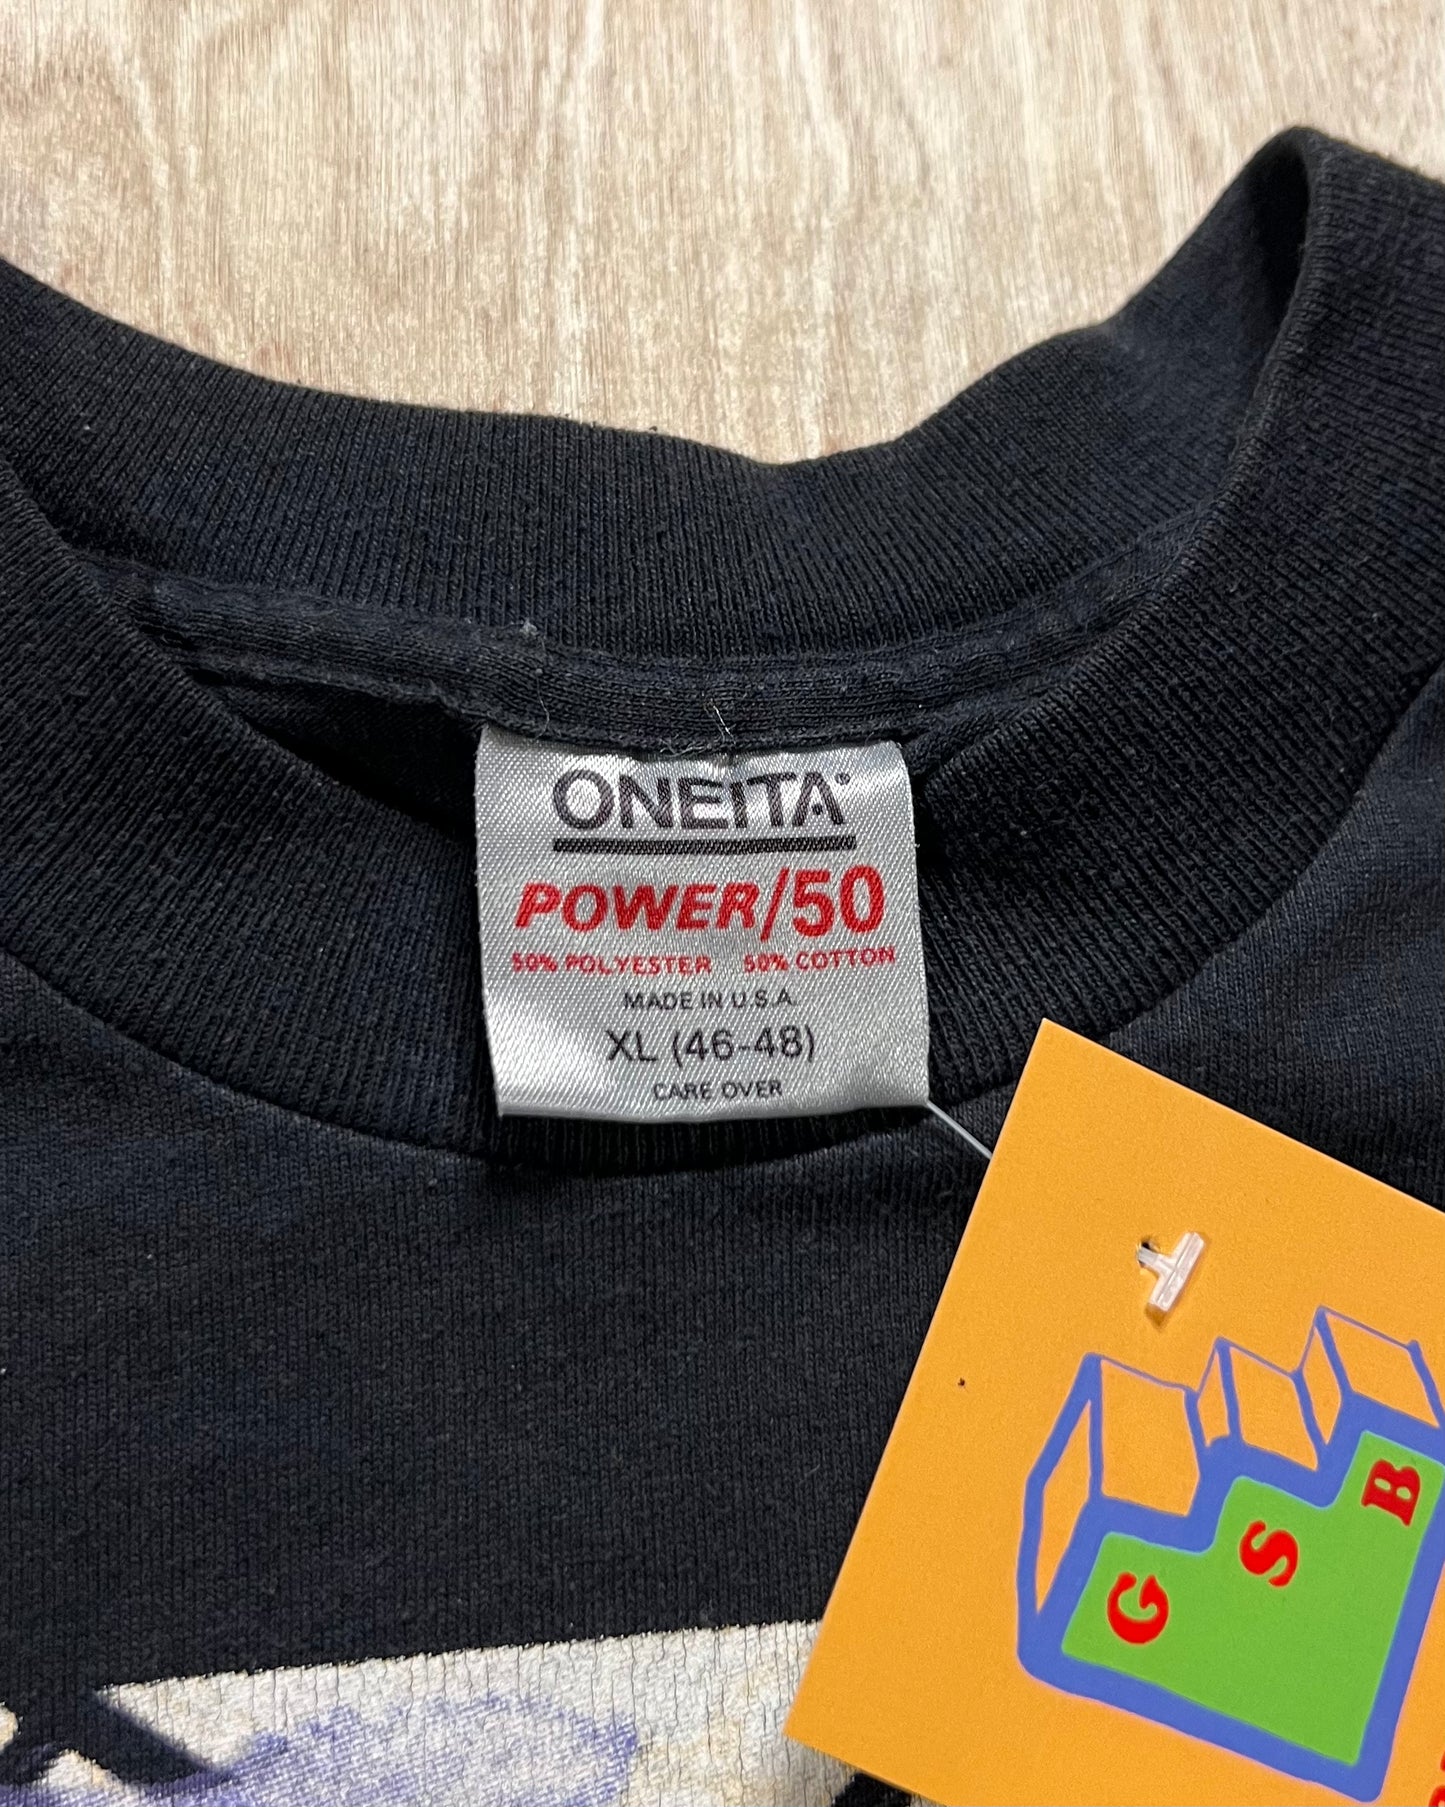 ONEITA®
POWER/50
50% POLYESTER 50% COTTON
MADE IN U.S.A.
XL (46-48)
CARE OVER
G S B